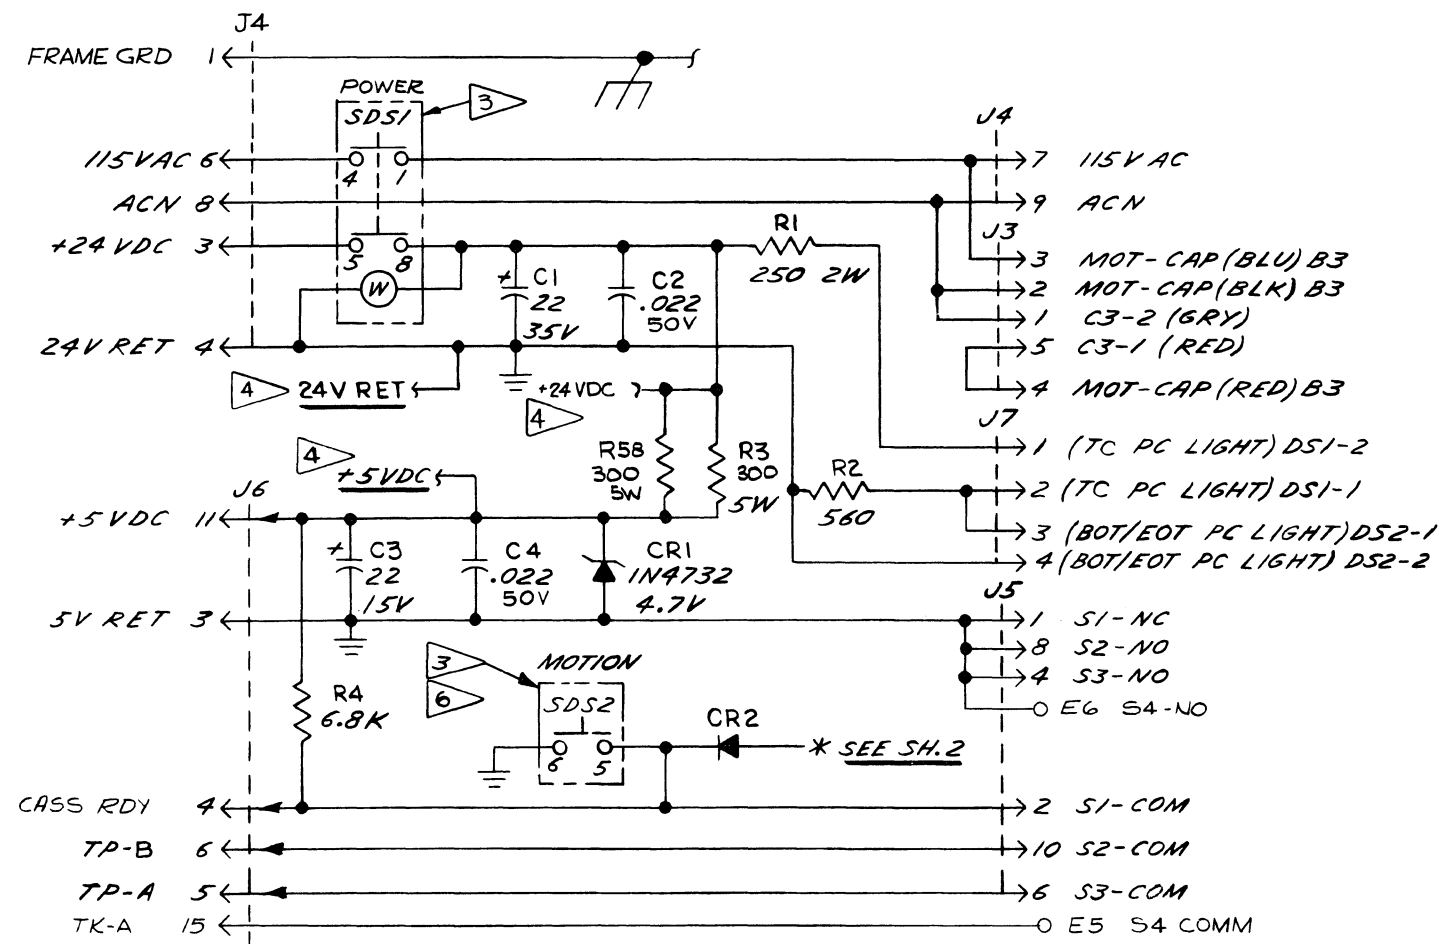 J4
FRAME GRD 1
POWER
3
SDS1
J4
115VAC 6
4 1
7 115VAC
ACN 8
9 ACN
+24VDC 3
5 8
R1
250 2W
J3
W
+ C1
22
35V
C2
.022
50V
3 MOT-CAP(BLU)B3
2 MOT-CAP(BLK)B3
1 C3-2 (GRY)
24V RET 4
5 C3-1 (RED)
4 24V RET
+24VDC
4
4 MOT-CAP(RED)B3
J7
4
+5VDC
R58
300
5W
R3
300
5W
1 (TC PC LIGHT) DS1-2
R2
560
2 (TC PC LIGHT) DS1-1
J6
+5VDC 11
3 (BOT/EOT PC LIGHT) DS2-1
4 (BOT/EOT PC LIGHT) DS2-2
+ C3
22
15V
C4
.022
50V
CR1
1N4732
4.7V
J5
5V RET 3
1 S1-NC
8 S2-NO
4 S3-NO
E6 S4-NO
3
6
MOTION
SDS2
6 5
R4
6.8K
CR2
* SEE SH.2
CASS RDY 4
2 S1-COM
TP-B 6
10 S2-COM
TP-A 5
6 S3-COM
TK-A 15
E5 S4 COMM